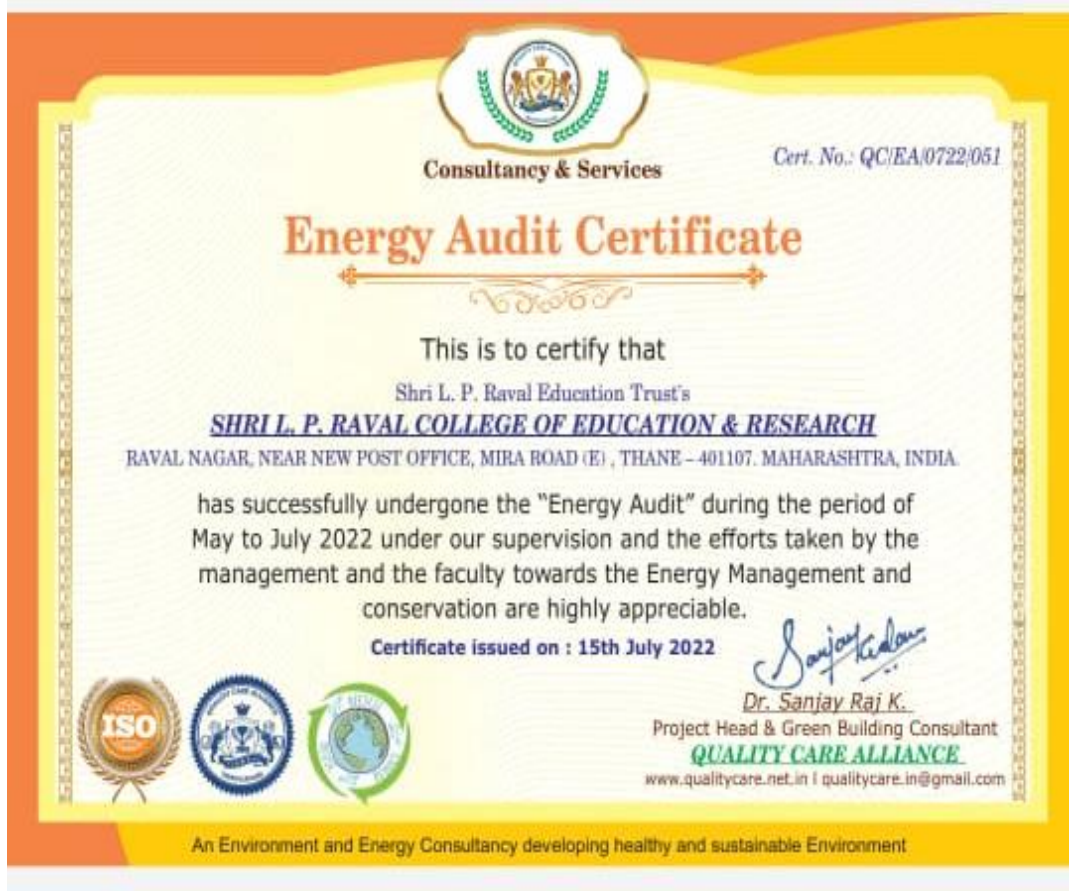 Consultancy & Services
Cert. No.: QC/EA/0722/051
Energy Audit Certificate
This is to certify that
Shri L. P. Raval Education Trust's
SHRI L. P. RAVAL COLLEGE OF EDUCATION & RESEARCH
RAVAL NAGAR, NEAR NEW POST OFFICE, MIRA ROAD (E) , THANE – 401107. MAHARASHTRA, INDIA.
has successfully undergone the "Energy Audit" during the period of
May to July 2022 under our supervision and the efforts taken by the
management and the faculty towards the Energy Management and
conservation are highly appreciable.
Certificate issued on : 15th July 2022
Dr. Sanjay Raj K.
Project Head & Green Building Consultant
QUALITY CARE ALLIANCE
www.qualitycare.net.in I qualitycare.in@gmail.com
ISO
An Environment and Energy Consultancy developing healthy and sustainable Environment